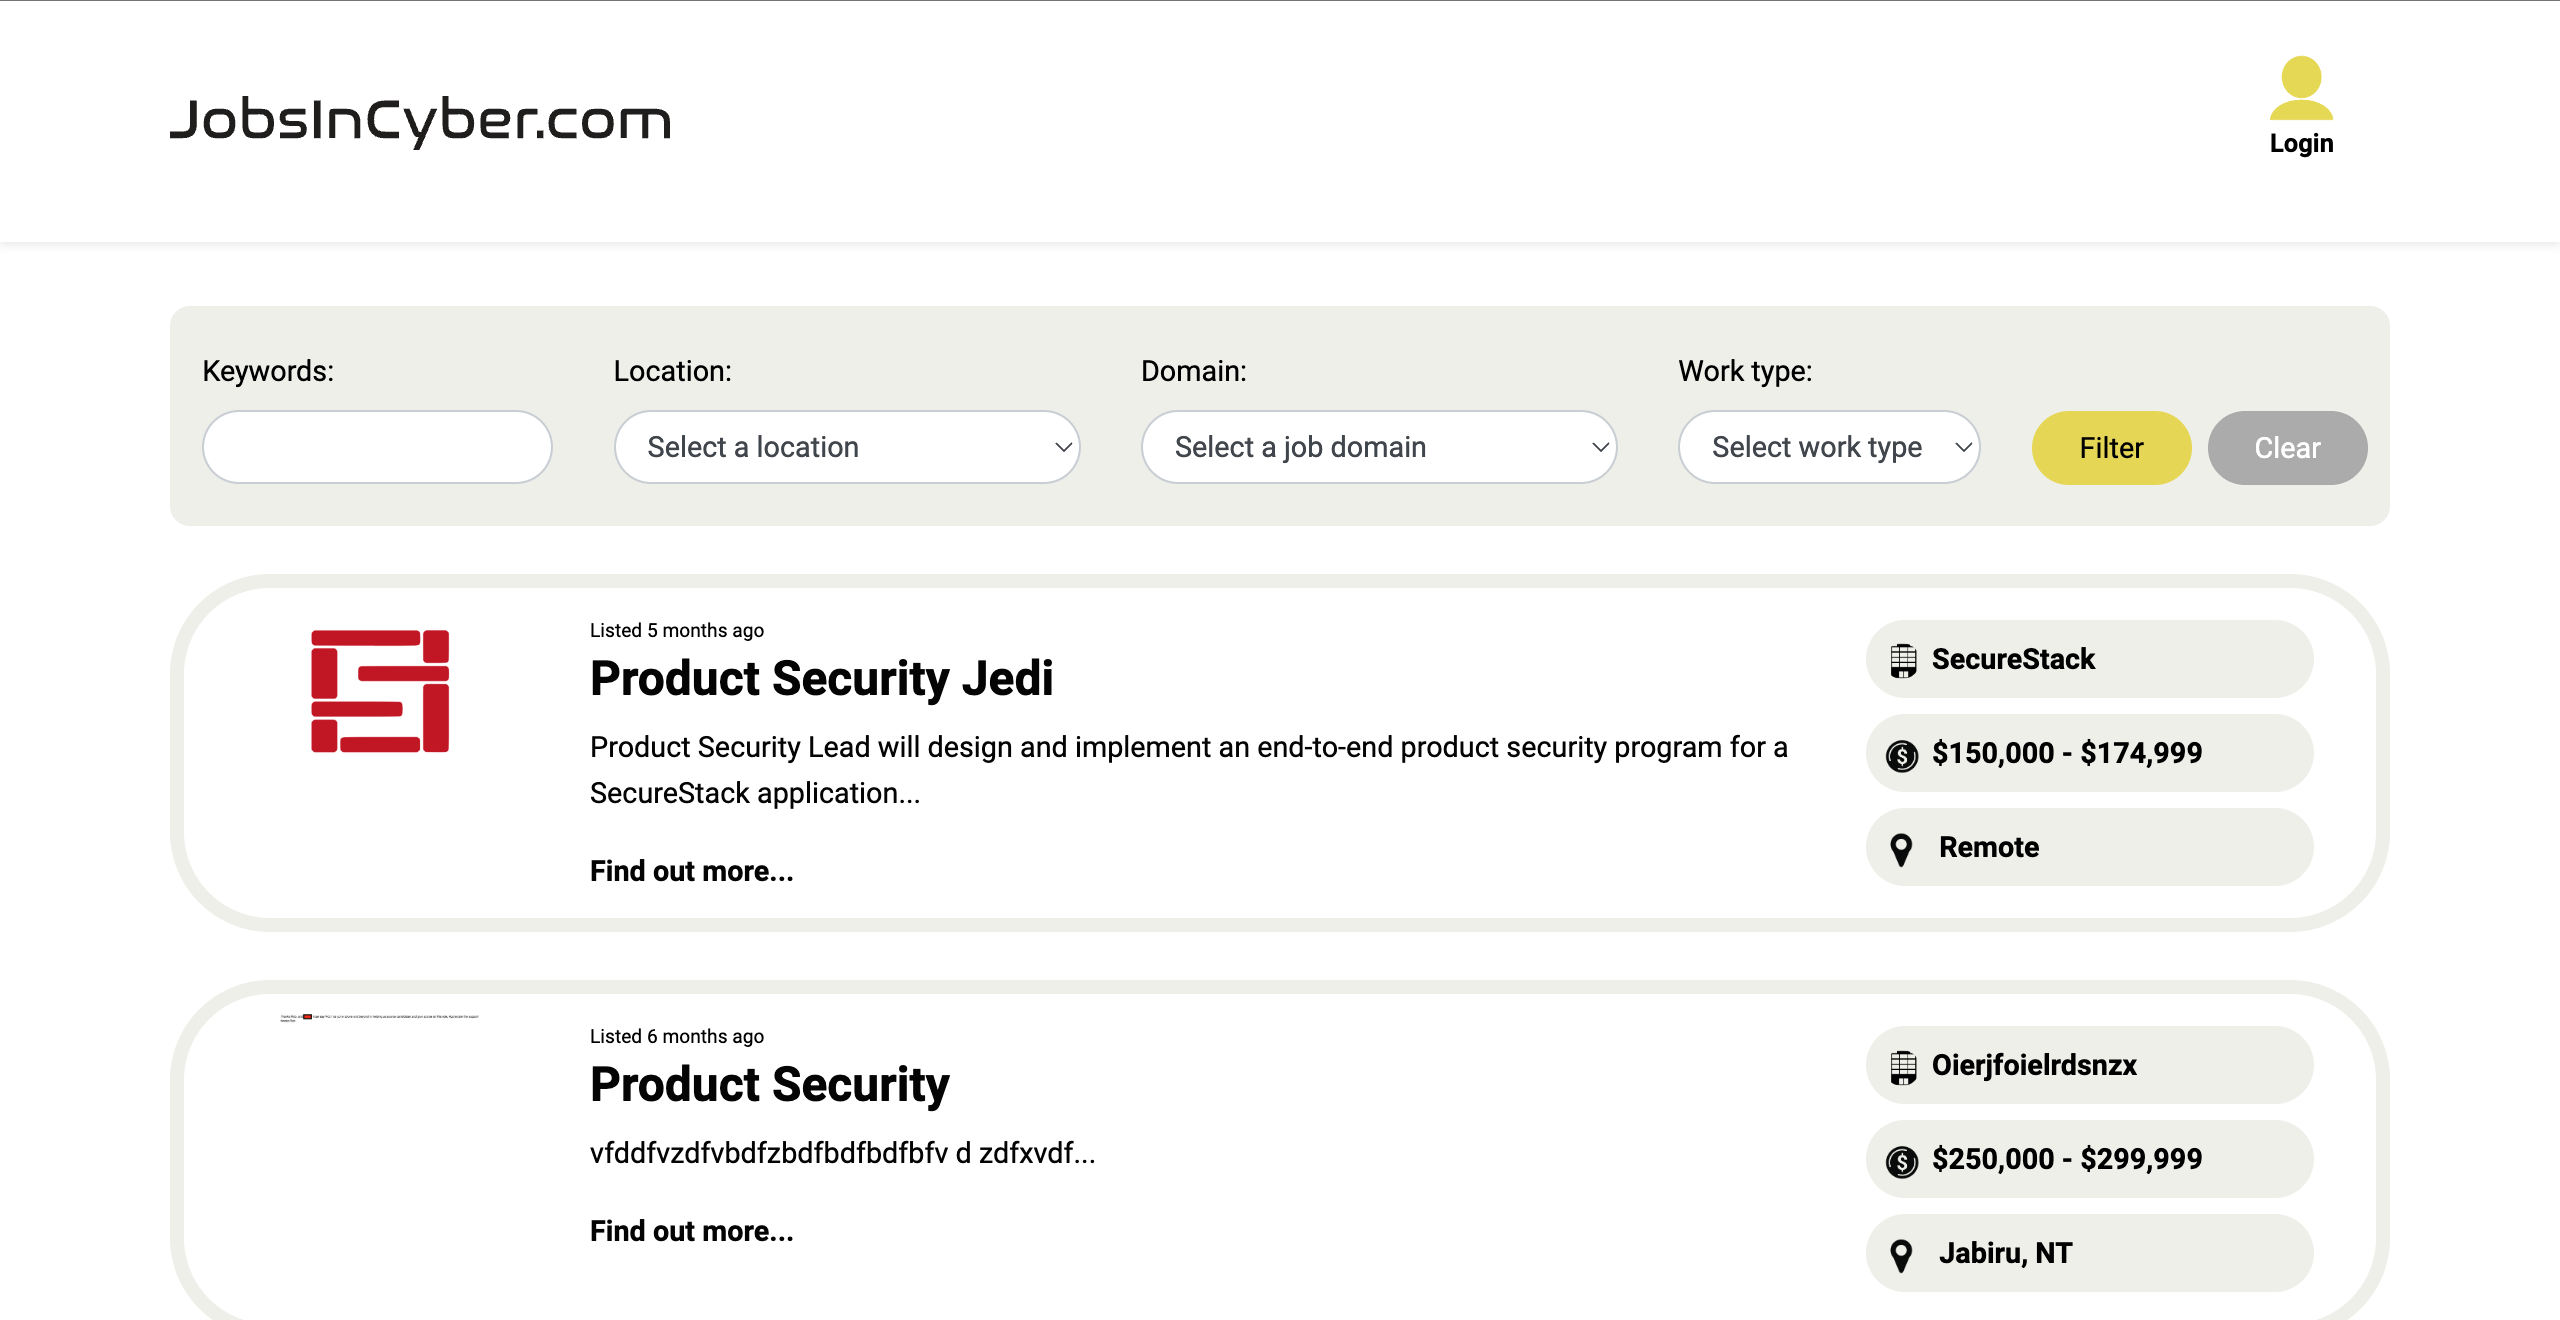 JobsInCyber.com
Login
Keywords:
Location:
Domain:
Work type:
Select a location
Select a job domain
Select work type
Filter
Clear
Listed 5 months ago
Product Security Jedi
Product Security Lead will design and implement an end-to-end product security program for a
SecureStack application...
Find out more...
SecureStack
$150,000 - $174,999
Remote
Listed 6 months ago
Product Security
vfddfvzdfvbdfzbdfbdfbdfbfv d zdfxvdf...
Find out more...
Oierjfoielrdsnzx
$250,000 - $299,999
Jabiru, NT